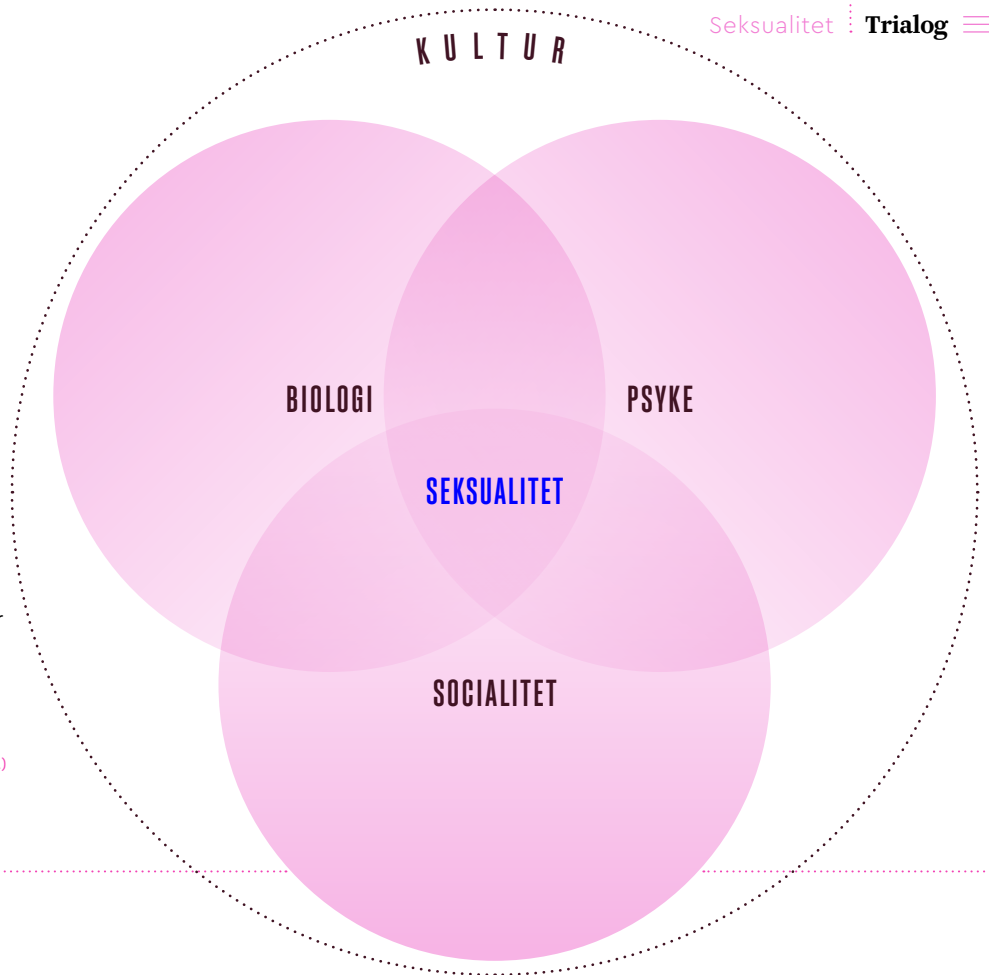 Seksualitet Trialog
KULTUR
BIOLOGI PSYKE
SEKSUALITET
SOCIALITET
)